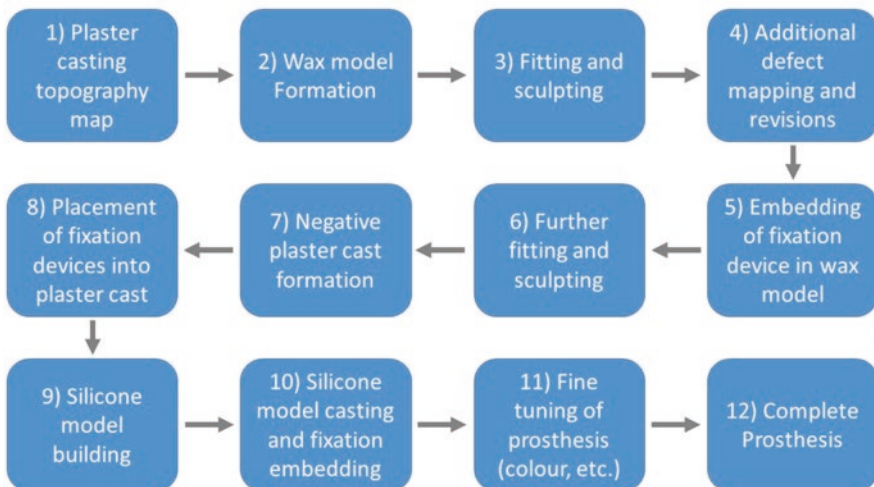 1) Plaster
casting
topography
map
2) Wax model
Formation
3) Fitting and
sculpting
4) Additional
defect
mapping and
revisions
5) Embedding
of fixation
device in wax
model
6) Further
fitting and
sculpting
7) Negative
plaster cast
formation
8) Placement
of fixation
devices into
plaster cast
9) Silicone
model
building
10) Silicone
model casting
and fixation
embedding
11) Fine
tuning of
prosthesis
(colour, etc.)
12) Complete
Prosthesis